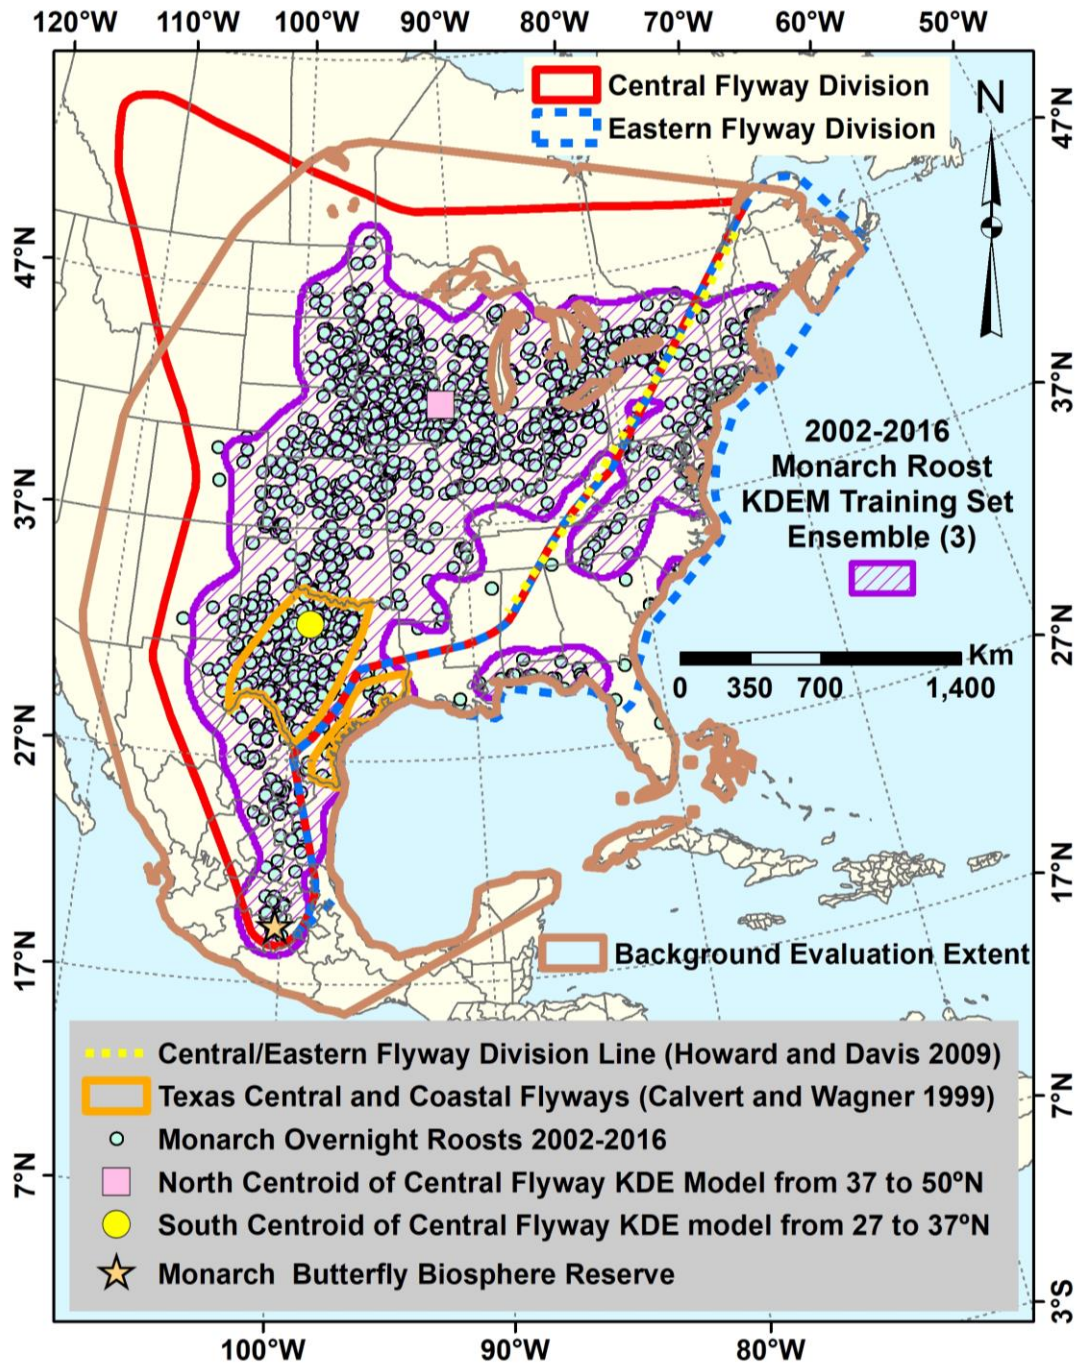 120°W 110°W 100°W 90°W 80°W 70°W 60°W 50°W
Central Flyway Division
Eastern Flyway Division
N
47°N
47°N
37°N
2002-2016
Monarch Roost
KDEM Training Set
Ensemble (3)
37°N
27°N
Km
0 350 700 1,400
27°N
17°N
Background Evaluation Extent
17°N
Central/Eastern Flyway Division Line (Howard and Davis 2009)
Texas Central and Coastal Flyways (Calvert and Wagner 1999)
7°N
Monarch Overnight Roosts 2002-2016
North Centroid of Central Flyway KDE Model from 37 to 50ºN
7°N
South Centroid of Central Flyway KDE model from 27 to 37ºN
Monarch Butterfly Biosphere Reserve
3°S
100°W 90°W 80°W